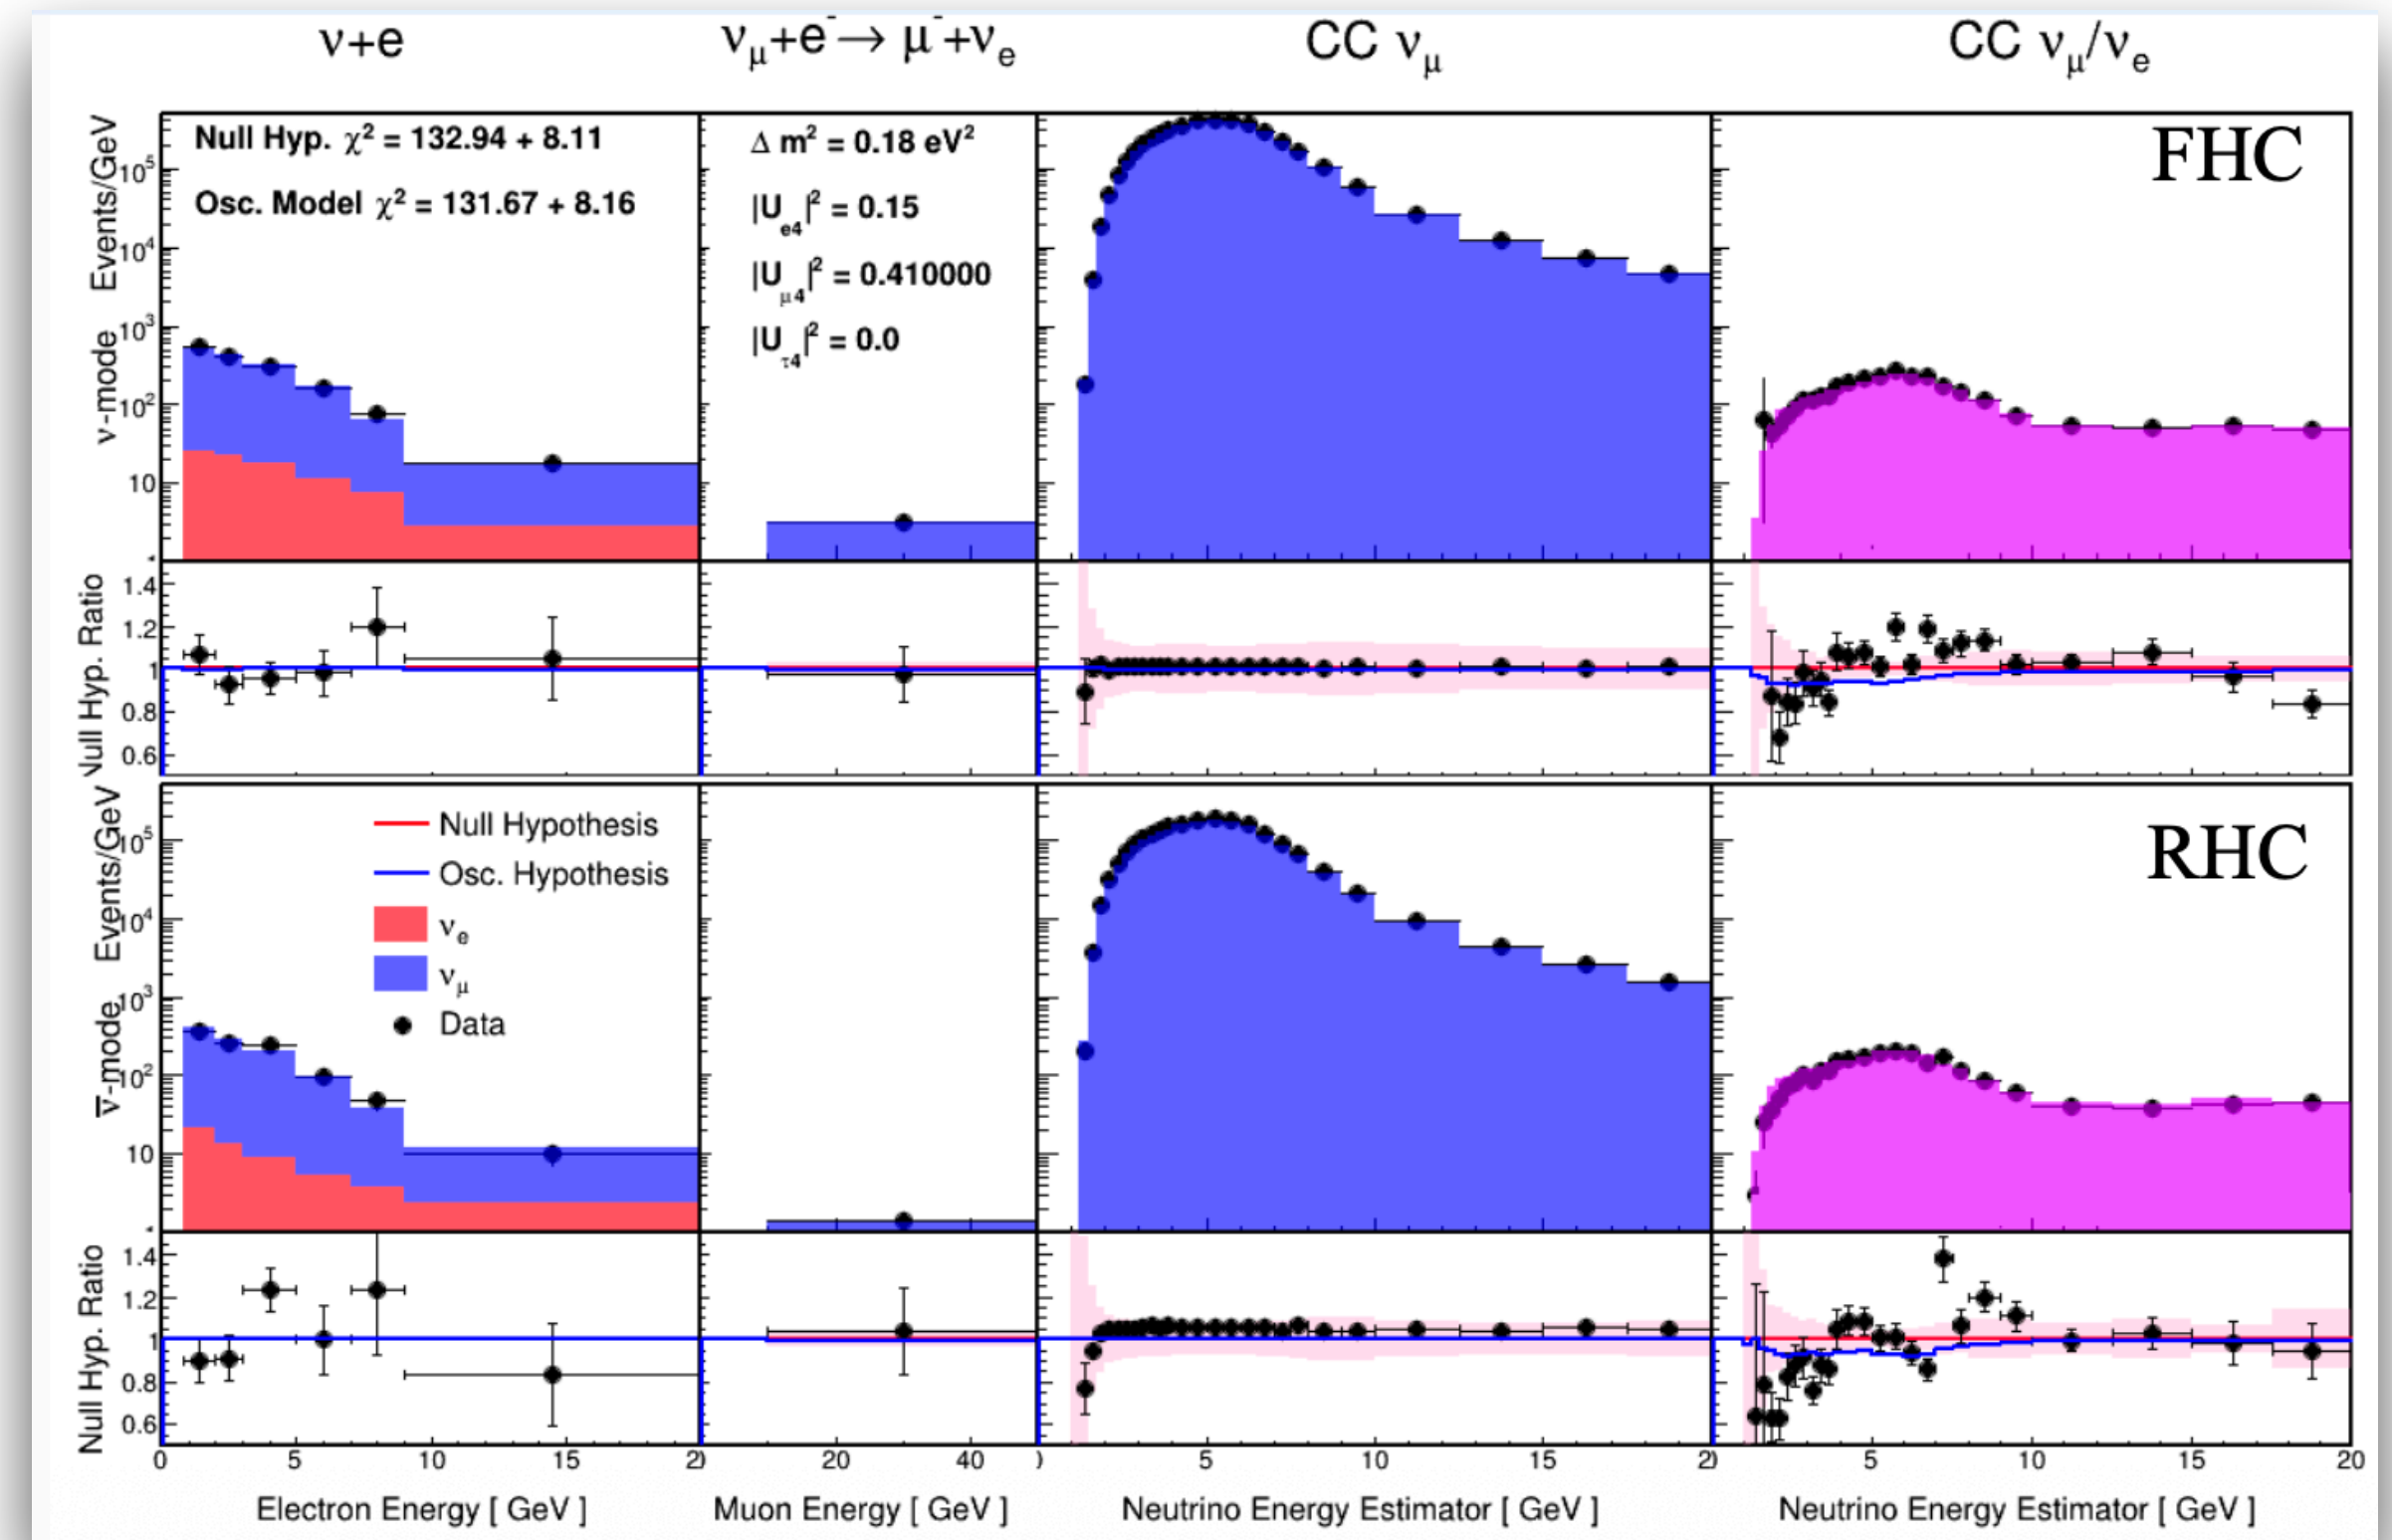 ν+e
ν_μ+e⁻→ μ⁻+ν_e
CC ν_μ
CC ν_μ/ν_e
ν-mode Events/GeV
10⁵
10⁴
10³
10²
10
1
Null Hyp. χ² = 132.94 + 8.11
Osc. Model χ² = 131.67 + 8.16
Δ m² = 0.18 eV²
|U_e4|² = 0.15
|U_μ4|² = 0.410000
|U_τ4|² = 0.0
FHC
Null Hyp. Ratio
1.4
1.2
1
0.8
0.6
ν̅-mode Events/GeV
10⁵
10⁴
10³
10²
10
1
Null Hypothesis
Osc. Hypothesis
ν_e
ν_μ
Data
RHC
Null Hyp. Ratio
1.4
1.2
1
0.8
0.6
0 5 10 15 2
20 40
5 10 15 2
5 10 15 20
Electron Energy [ GeV ]
Muon Energy [ GeV ]
Neutrino Energy Estimator [ GeV ]
Neutrino Energy Estimator [ GeV ]